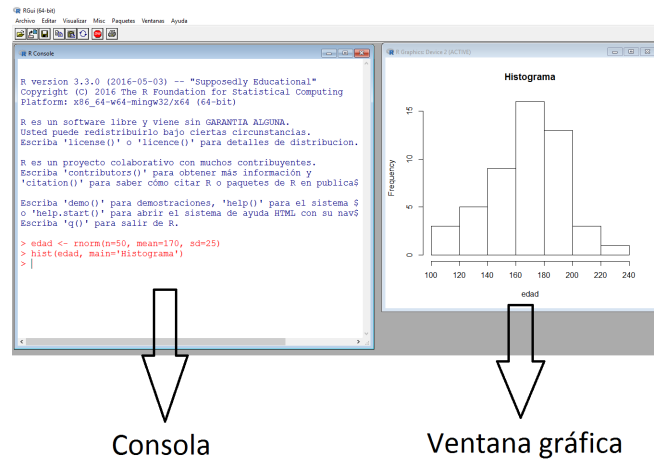 RGui (64-bit)
Archivo Editar Visualizar Misc Paquetes Ventanas Ayuda
R Console
R version 3.3.0 (2016-05-03) -- "Supposedly Educational"
Copyright (C) 2016 The R Foundation for Statistical Computing
Platform: x86_64-w64-mingw32/x64 (64-bit)
R es un software libre y viene sin GARANTIA ALGUNA.
Usted puede redistribuirlo bajo ciertas circunstancias.
Escriba 'license()' o 'licence()' para detalles de distribucion.
R es un proyecto colaborativo con muchos contribuyentes.
Escriba 'contributors()' para obtener más información y
'citation()' para saber cómo citar R o paquetes de R en publica$
Escriba 'demo()' para demostraciones, 'help()' para el sistema $
o 'help.start()' para abrir el sistema de ayuda HTML con su nav$
Escriba 'q()' para salir de R.
> edad <- rnorm(n=50, mean=170, sd=25)
> hist(edad, main='Histograma')
>
R Graphics: Device 2 (ACTIVE)
Histograma
Frequency
15
10
5
0
100 120 140 160 180 200 220 240
edad
Consola
Ventana gráfica